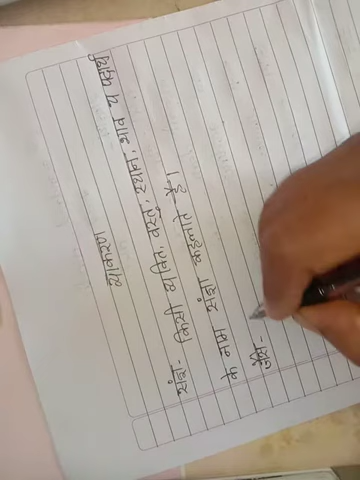 व्याकरण
संज्ञा- किसी व्यक्ति, वस्तु, स्थान, भाव य पदार्थ
के नाम संज्ञा कहलाते है।
जैसे-